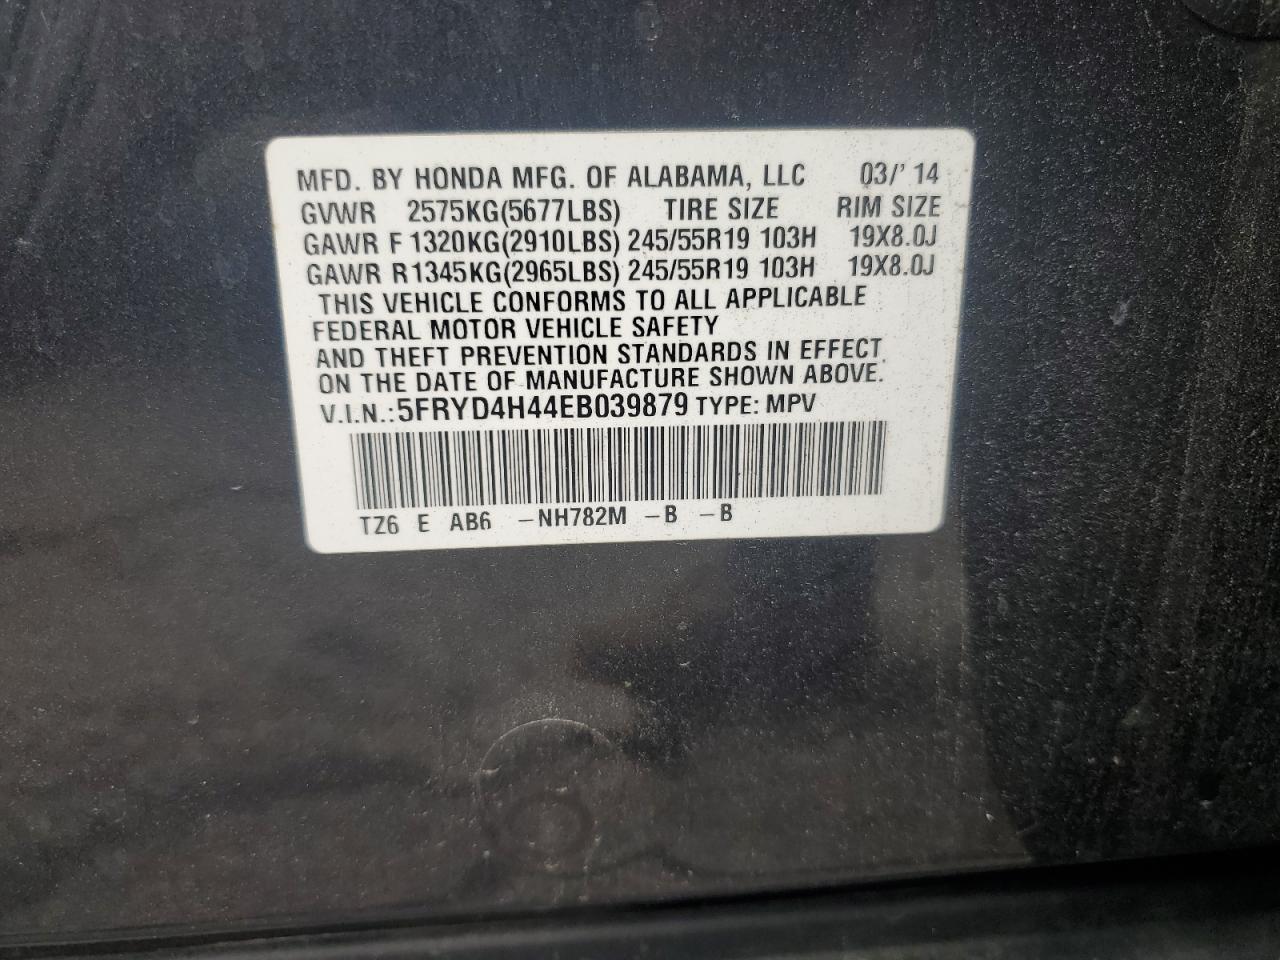 MFD. BY HONDA MFG. OF ALABAMA, LLC 03/' 14
GVWR 2575KG(5677LBS) TIRE SIZE RIM SIZE
GAWR F 1320KG(2910LBS) 245/55R19 103H 19X8.0J
GAWR R1345KG(2965LBS) 245/55R19 103H 19X8.0J
THIS VEHICLE CONFORMS TO ALL APPLICABLE
FEDERAL MOTOR VEHICLE SAFETY
AND THEFT PREVENTION STANDARDS IN EFFECT
ON THE DATE OF MANUFACTURE SHOWN ABOVE.
V.I.N.:5FRYD4H44EB039879 TYPE: MPV
TZ6 E AB6 -NH782M -B -B